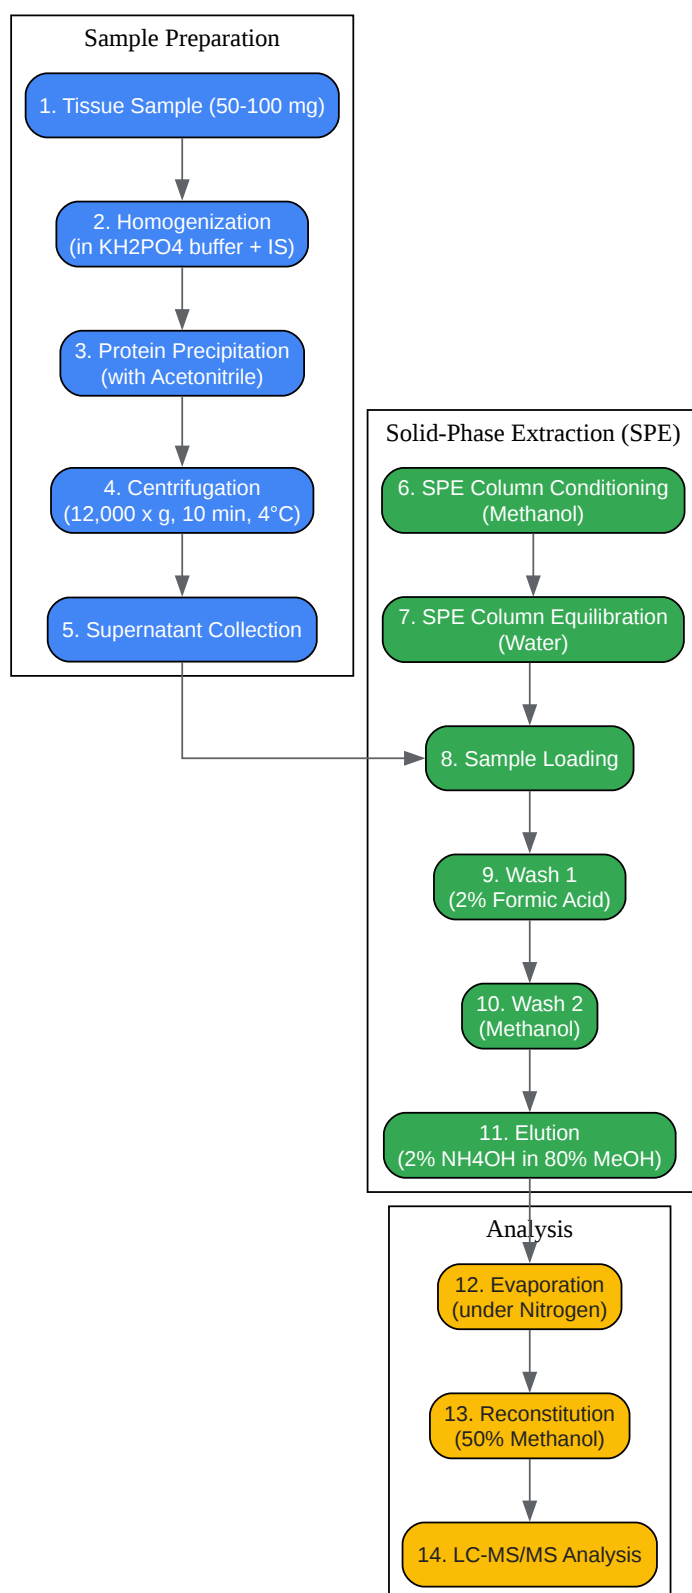 Sample Preparation
1. Tissue Sample (50-100 mg)
2. Homogenization
(in KH2PO4 buffer + IS)
3. Protein Precipitation
(with Acetonitrile)
4. Centrifugation
(12,000 x g, 10 min, 4°C)
5. Supernatant Collection
Solid-Phase Extraction (SPE)
6. SPE Column Conditioning
(Methanol)
7. SPE Column Equilibration
(Water)
8. Sample Loading
9. Wash 1
(2% Formic Acid)
10. Wash 2
(Methanol)
11. Elution
(2% NH4OH in 80% MeOH)
Analysis
12. Evaporation
(under Nitrogen)
13. Reconstitution
(50% Methanol)
14. LC-MS/MS Analysis